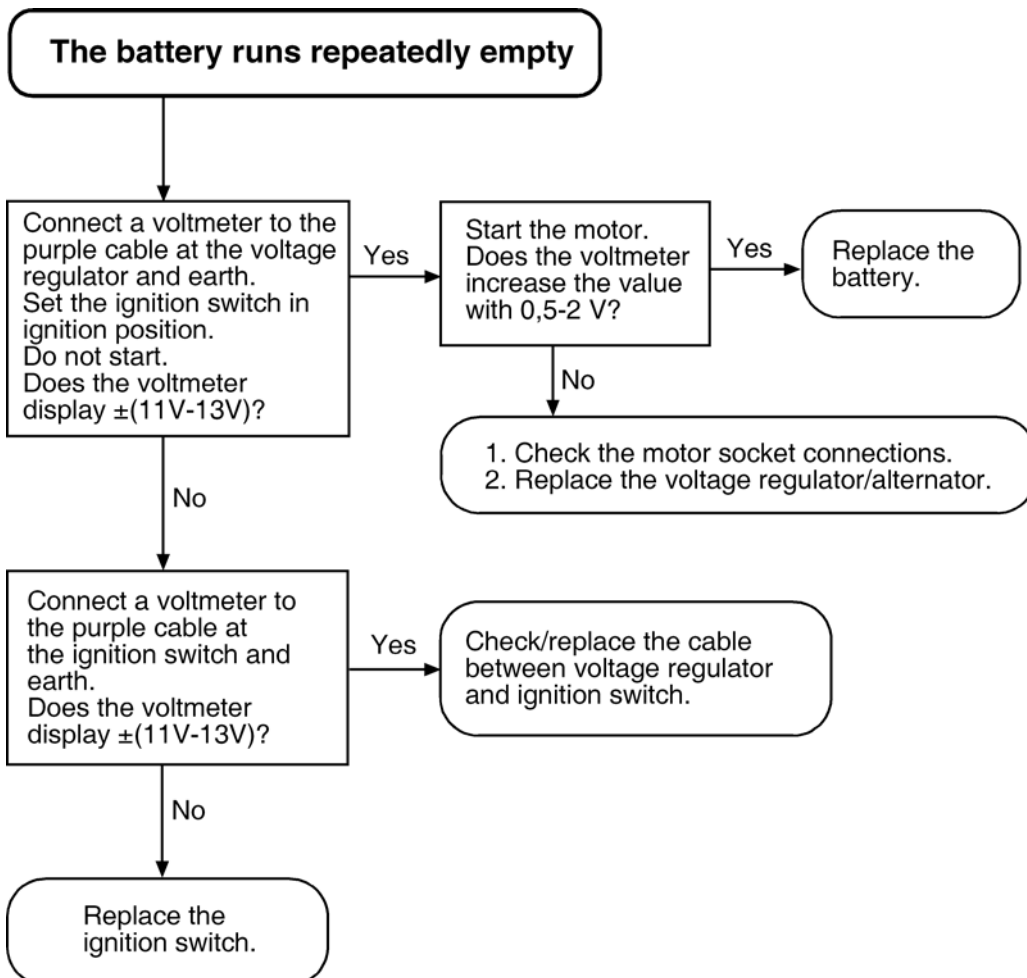 The battery runs repeatedly empty
Connect a voltmeter to the
purple cable at the voltage
regulator and earth.
Set the ignition switch in
ignition position.
Do not start.
Does the voltmeter
display ±(11V-13V)?
Yes
Start the motor.
Does the voltmeter
increase the value
with 0,5-2 V?
Yes
Replace the
battery.
No
1. Check the motor socket connections.
2. Replace the voltage regulator/alternator.
No
Connect a voltmeter to
the purple cable at
the ignition switch and
earth.
Does the voltmeter
display ±(11V-13V)?
Yes
Check/replace the cable
between voltage regulator
and ignition switch.
No
Replace the
ignition switch.